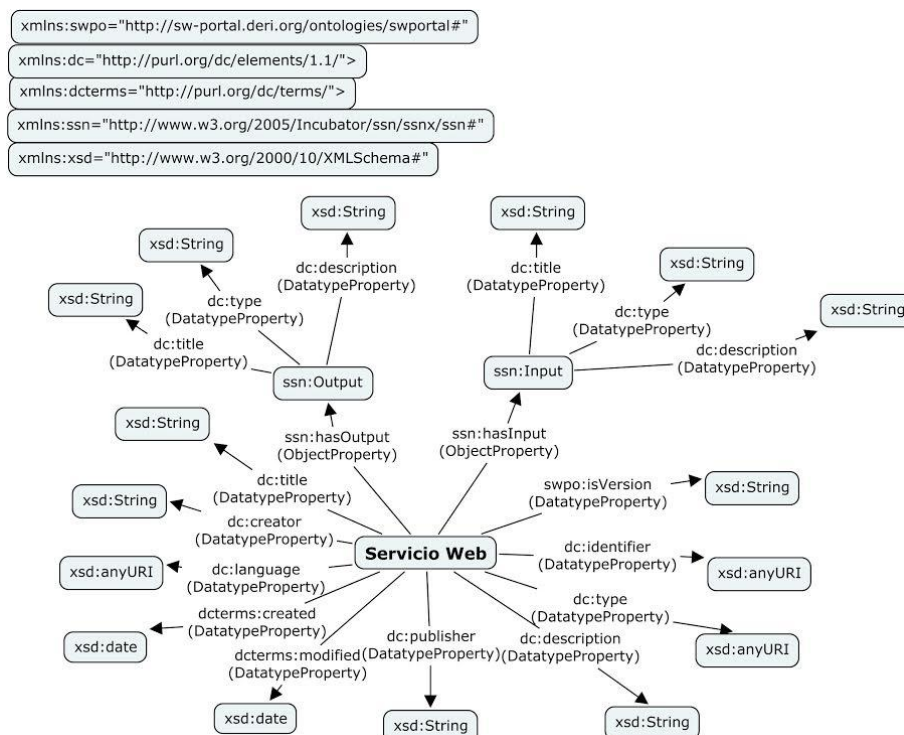 xmlns:swpo="http://sw-portal.deri.org/ontologies/swportal#"
xmlns:dc="http://purl.org/dc/elements/1.1/">
xmlns:dcterms="http://purl.org/dc/terms/">
xmlns:ssn="http://www.w3.org/2005/Incubator/ssn/ssnx/ssn#"
xmlns:xsd="http://www.w3.org/2000/10/XMLSchema#"
xsd:String
xsd:String
xsd:String
dc:description
(DatatypeProperty)
dc:title
(DatatypeProperty)
xsd:String
xsd:String
dc:type
(DatatypeProperty)
dc:type
(DatatypeProperty)
xsd:String
dc:title
(DatatypeProperty)
dc:description
(DatatypeProperty)
ssn:Output
ssn:Input
xsd:String
ssn:hasOutput
(ObjectProperty)
ssn:hasInput
(ObjectProperty)
dc:title
(DatatypeProperty)
swpo:isVersion
(DatatypeProperty)
xsd:String
xsd:String
dc:creator
(DatatypeProperty)
Servicio Web
dc:identifier
(DatatypeProperty)
xsd:anyURI
dc:language
(DatatypeProperty)
xsd:anyURI
dcterms:created
(DatatypeProperty)
dc:type
(DatatypeProperty)
xsd:date
dcterms:modified
(DatatypeProperty)
dc:publisher
(DatatypeProperty)
dc:description
(DatatypeProperty)
xsd:anyURI
xsd:date
xsd:String
xsd:String